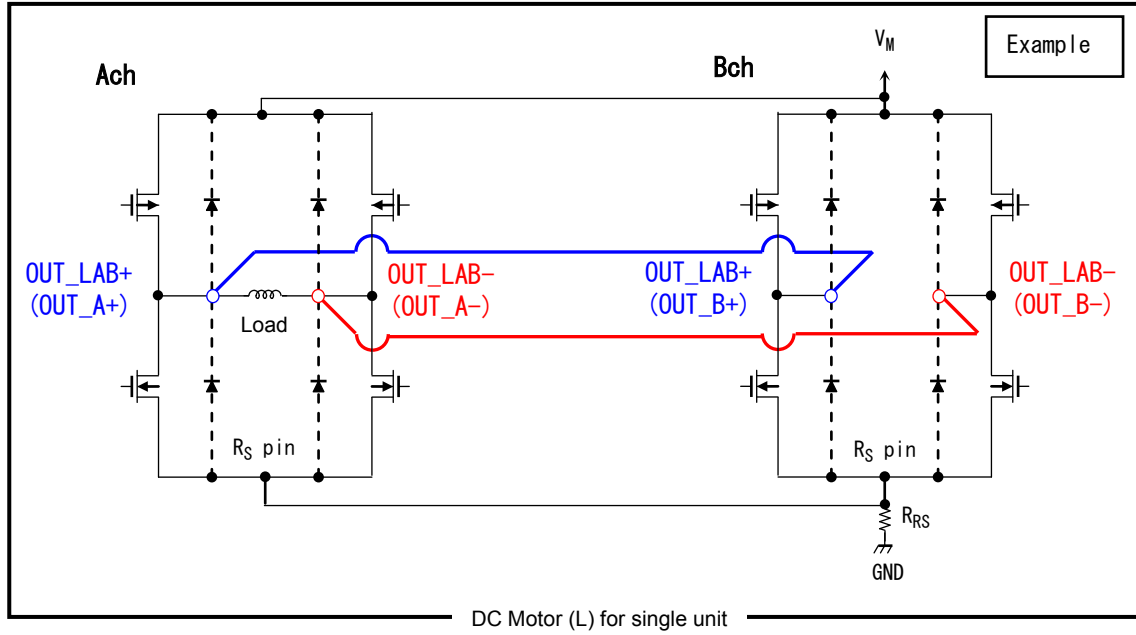 V_M
Example
Ach
Bch
OUT_LAB+
(OUT_A+)
Load
OUT_LAB-
(OUT_A-)
OUT_LAB+
(OUT_B+)
OUT_LAB-
(OUT_B-)
R_S pin
R_S pin
R_RS
GND
DC Motor (L) for single unit